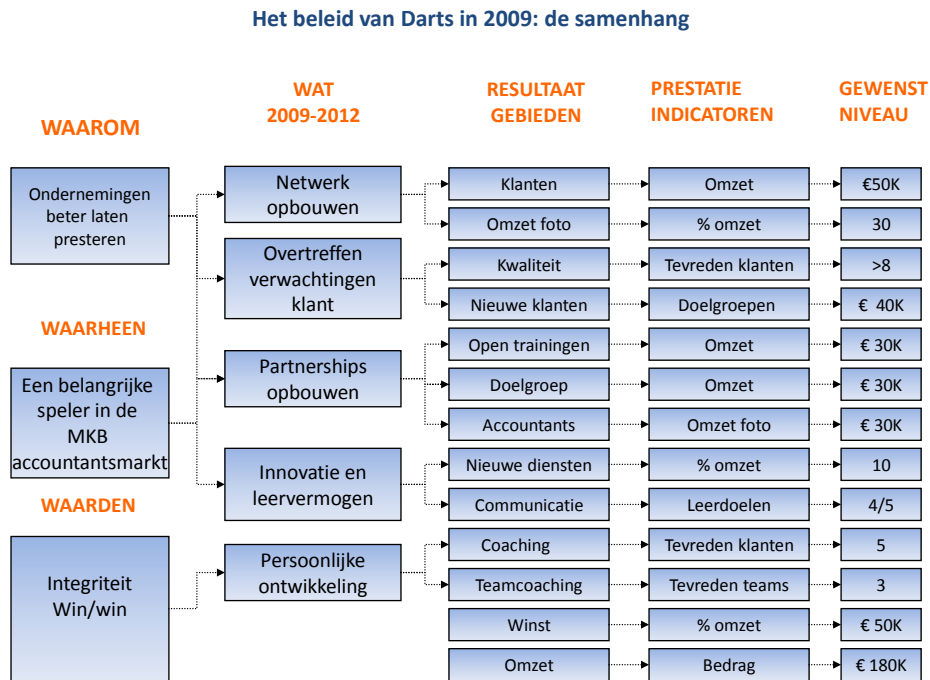 Het beleid van Darts in 2009: de samenhang
WAAROM
Ondernemingen
beter laten
presteren
WAARHEEN
Een belangrijke
speler in de
MKB
accountantsmarkt
WAARDEN
Integriteit
Win/win
WAT
2009-2012
Netwerk
opbouwen
Overtreffen
verwachtingen
klant
Partnerships
opbouwen
Innovatie en
leervermogen
Persoonlijke
ontwikkeling
RESULTAAT
GEBIEDEN
Klanten
Omzet foto
Kwaliteit
Nieuwe klanten
Open trainingen
Doelgroep
Accountants
Nieuwe diensten
Communicatie
Coaching
Teamcoaching
Winst
Omzet
PRESTATIE
INDICATOREN
Omzet
% omzet
Tevreden klanten
Doelgroepen
Omzet
Omzet
Omzet foto
% omzet
Leerdoelen
Tevreden klanten
Tevreden teams
% omzet
Bedrag
GEWENST
NIVEAU
€50K
30
>8
€ 40K
€ 30K
€ 30K
€ 30K
10
4/5
5
3
€ 50K
€ 180K